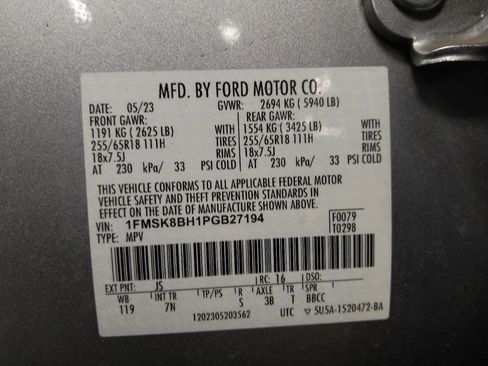 MFD. BY FORD MOTOR CO.
DATE: 05/23 GVWR: 2694 KG ( 5940 LB)
FRONT GAWR: REAR GAWR:
1191 KG ( 2625 LB) WITH 1554 KG ( 3425 LB) WITH
255/65R18 111H TIRES 255/65R18 111H TIRES
18x7.5J RIMS 18x7.5J RIMS
AT 230 kPa/ 33 PSI COLD AT 230 kPa/ 33 PSI COLD
THIS VEHICLE CONFORMS TO ALL APPLICABLE FEDERAL MOTOR
VEHICLE SAFETY AND THEFT PREVENTION STANDARDS IN
EFFECT ON THE DATE OF MANUFACTURE SHOWN ABOVE.
VIN: 1FMSK8BH1PGB27194 F0079
TYPE: MPV T0298
EXT PNT: JS RC: 16 DSO:
WB INT TR TP/PS R AXLE TR SPR
119 7N S 3B T BBCC
1202305203562 UTC ▽ 5U5A-1520472-BA